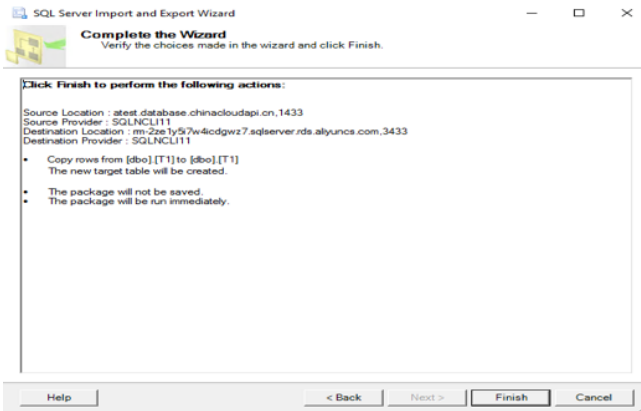 SQL Server Import and Export Wizard
Complete the Wizard
Verify the choices made in the wizard and click Finish.
Click Finish to perform the following actions:
Source Location : atest.database.chinacloudapi.cn,1433
Source Provider : SQLNCLI11
Destination Location : rm-2ze1y5i7w4icdgwz7.sqlserver.rds.aliyuncs.com,3433
Destination Provider : SQLNCLI11
• Copy rows from [dbo].[T1] to [dbo].[T1]
The new target table will be created.
• The package will not be saved.
• The package will be run immediately.
Help < Back Next > Finish Cancel